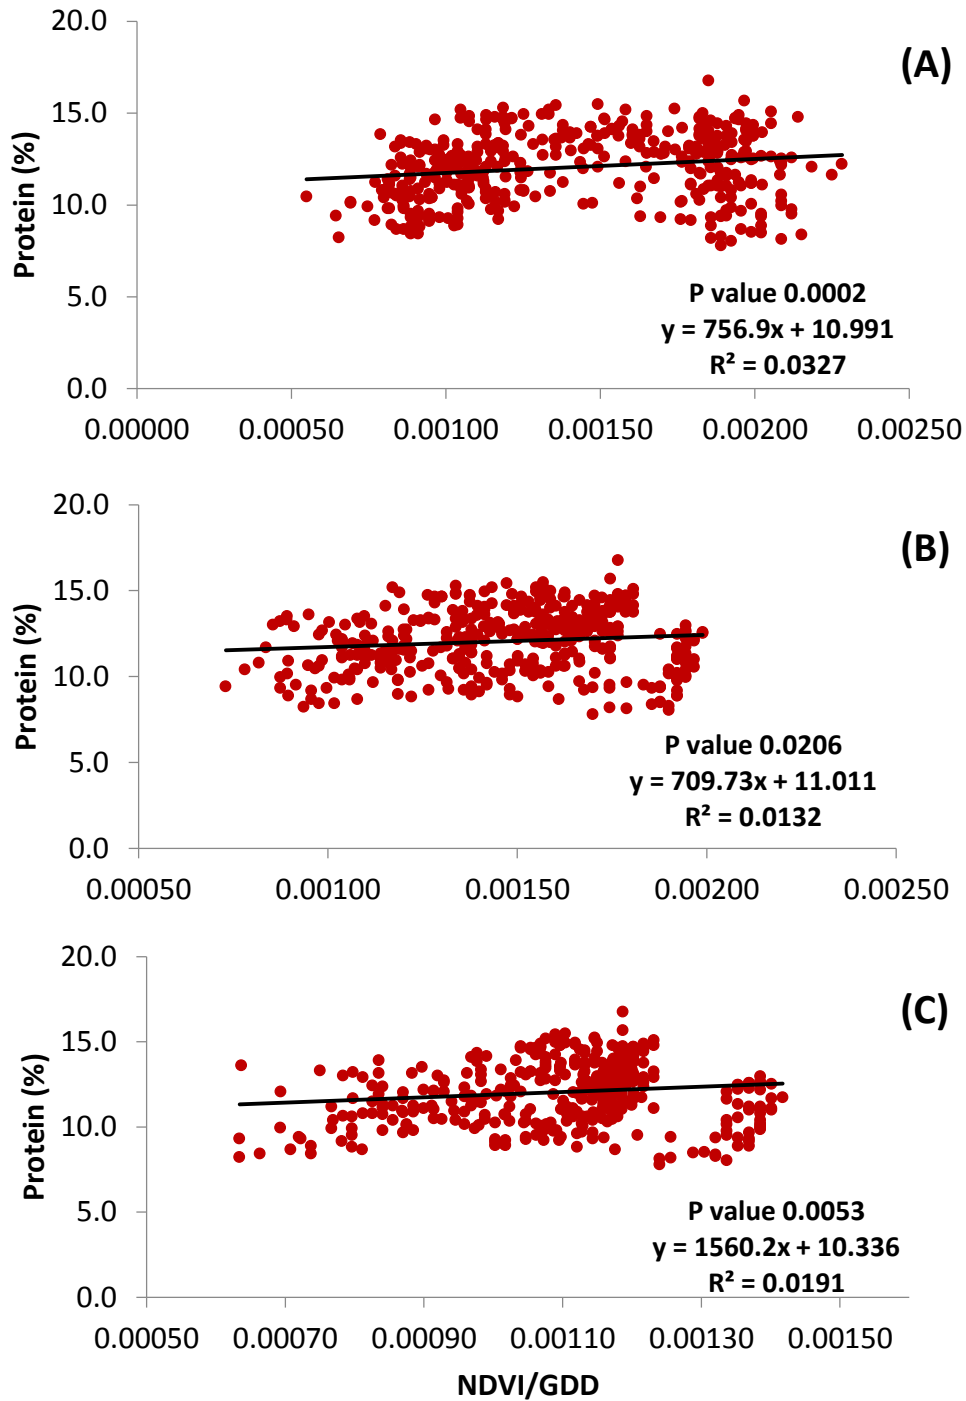 20.0
(A)
15.0
10.0
Protein (%)
5.0
P value 0.0002
y = 756.9x + 10.991
R² = 0.0327
0.0
0.00000 0.00050 0.00100 0.00150 0.00200 0.00250
20.0
(B)
15.0
10.0
Protein (%)
5.0
P value 0.0206
y = 709.73x + 11.011
R² = 0.0132
0.0
0.00050 0.00100 0.00150 0.00200 0.00250
20.0
(C)
15.0
10.0
Protein (%)
5.0
P value 0.0053
y = 1560.2x + 10.336
R² = 0.0191
0.0
0.00050 0.00070 0.00090 0.00110 0.00130 0.00150
NDVI/GDD